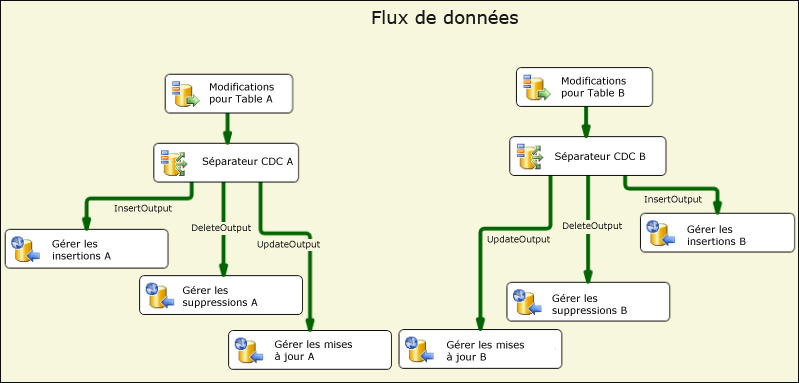 Flux de données
Modifications
pour Table A
Séparateur CDC A
InsertOutput
DeleteOutput
UpdateOutput
Gérer les
insertions A
Gérer les
suppressions A
Gérer les mises
à jour A
Modifications
pour Table B
Séparateur CDC B
UpdateOutput
DeleteOutput
InsertOutput
Gérer les
insertions B
Gérer les
suppressions B
Gérer les mises
à jour B